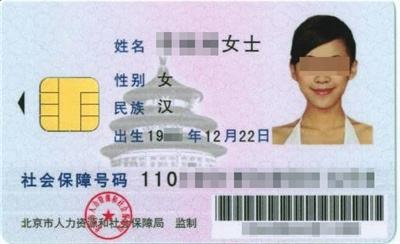 姓名 女士
性别 女
民族 汉
出生 19 年12月22日
社会保障号码 110
北京市人力资源和社会保障局 监制